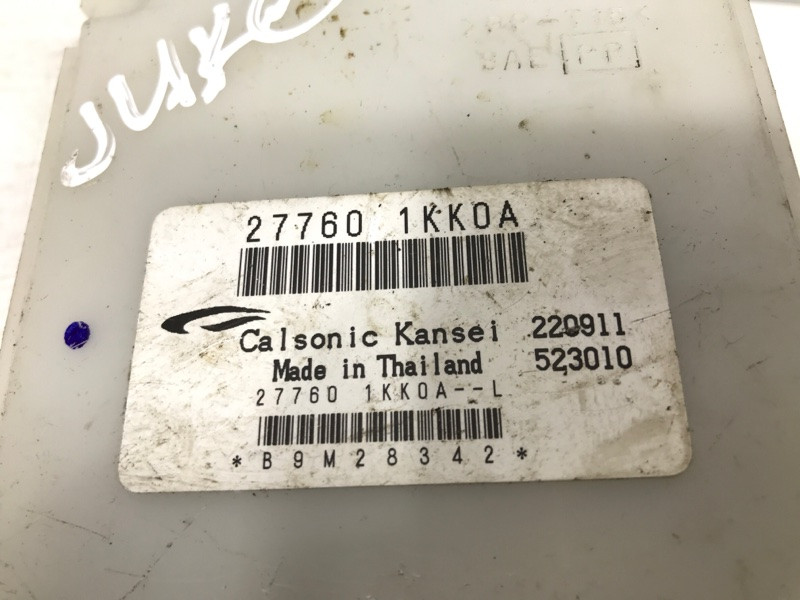 JUKE
27760 1KK0A
Calsonic Kansei 220911
Made in Thailand 523010
27760 1KK0A--L
*B9M28342*